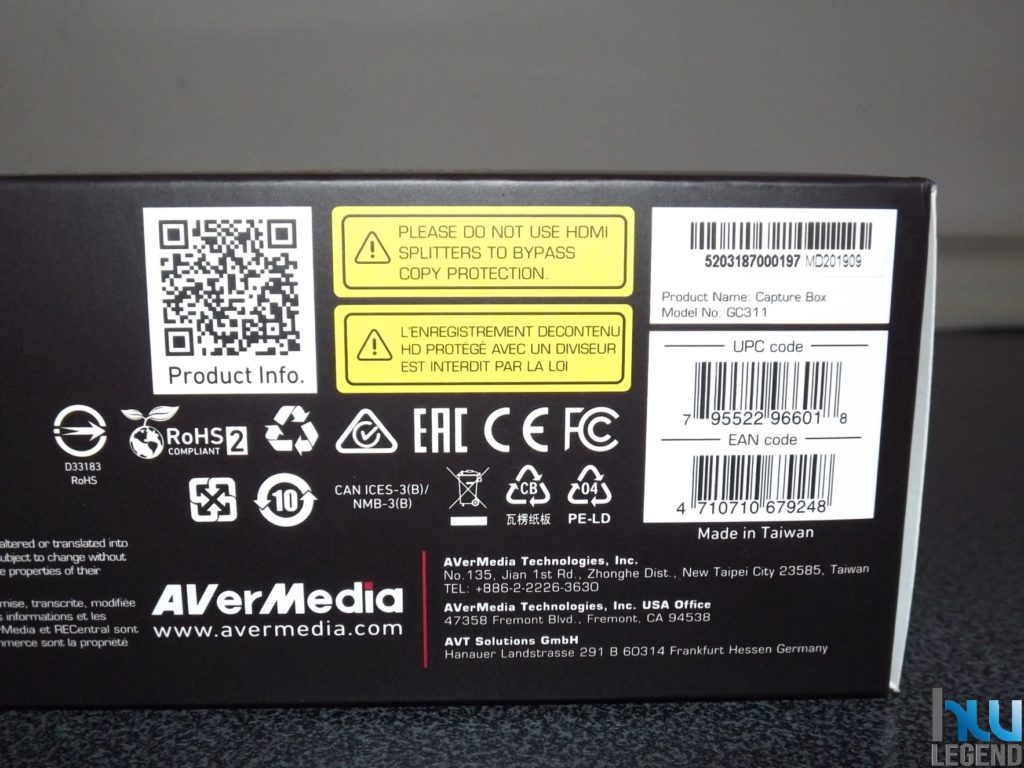 Product Info.
PLEASE DO NOT USE HDMI
SPLITTERS TO BYPASS
COPY PROTECTION.
L'ENREGISTREMENT DECONTENU
HD PROTÉGÉ AVEC UN DIVISEUR
EST INTERDIT PAR LA LOI
5203187000197 MD201909
Product Name: Capture Box
Model No: GC311
UPC code
7 95522 96601 8
EAN code
4 710710 679248
Made in Taiwan
D33183
RoHS
RoHS 2
COMPLIANT
EAC CE FC
10
CAN ICES-3(B)/
NMB-3(B)
CB
瓦楞纸板
04
PE-LD
altered or translated into
ubject to change without
e properties of their
mise, transcrite, modifiée
s informations et les
rMedia et RECentral sont
merce sont la propriété
AVerMedia
www.avermedia.com
AVerMedia Technologies, Inc.
No.135, Jian 1st Rd., Zhonghe Dist., New Taipei City 23585, Taiwan
TEL: +886-2-2226-3630
AVerMedia Technologies, Inc. USA Office
47358 Fremont Blvd., Fremont, CA 94538
AVT Solutions GmbH
Hanauer Landstrasse 291 B 60314 Frankfurt Hessen Germany
LEGEND